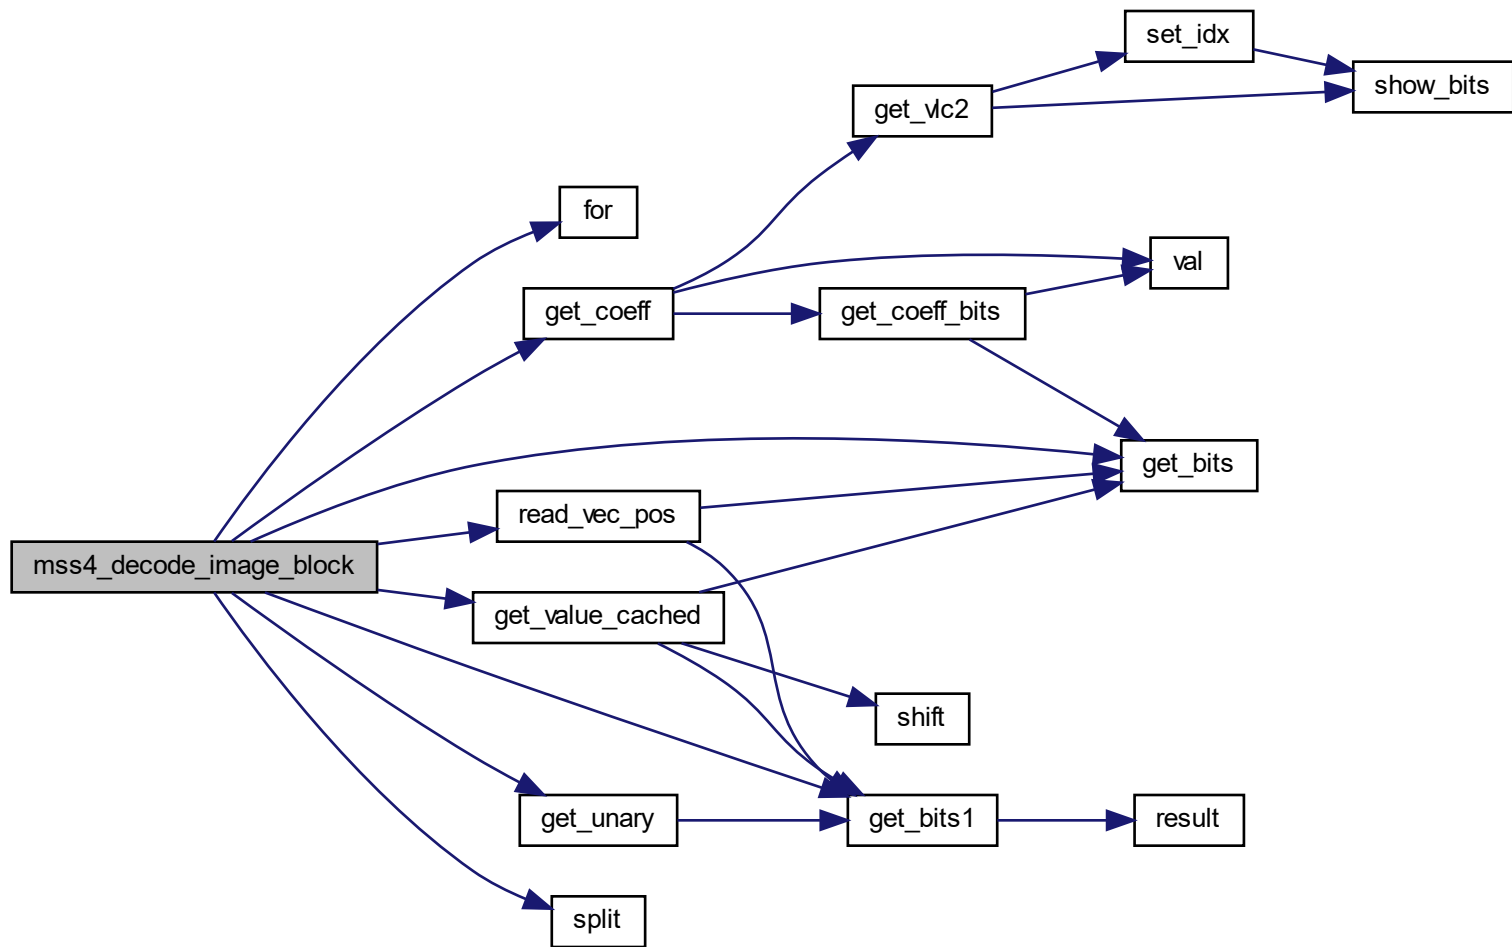 set_idx
show_bits
get_vlc2
for
val
get_coeff
get_coeff_bits
get_bits
read_vec_pos
mss4_decode_image_block
get_value_cached
shift
get_unary
get_bits1
result
split